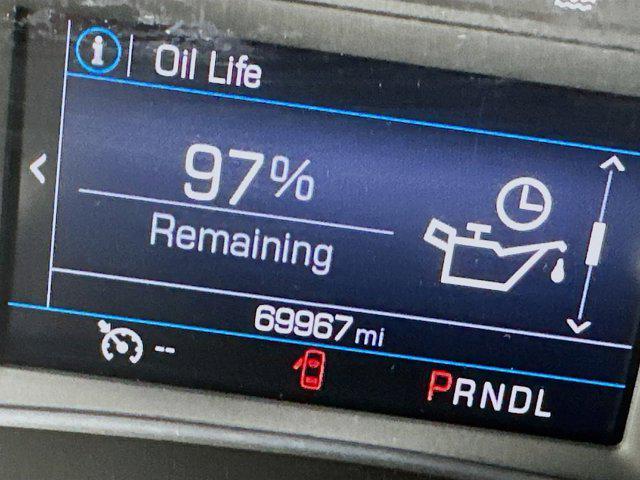 i Oil Life
97%
Remaining
69967 mi
--
PRNDL